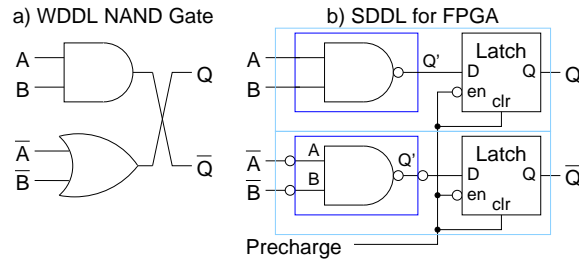 a) WDDL NAND Gate
A
B
A̅
B̅
Q
Q̅
b) SDDL for FPGA
A
B
Q'
Latch
D
Q
en
clr
Q
A̅
B̅
A
B
Q'
Latch
D
Q
en
clr
Q̅
Precharge